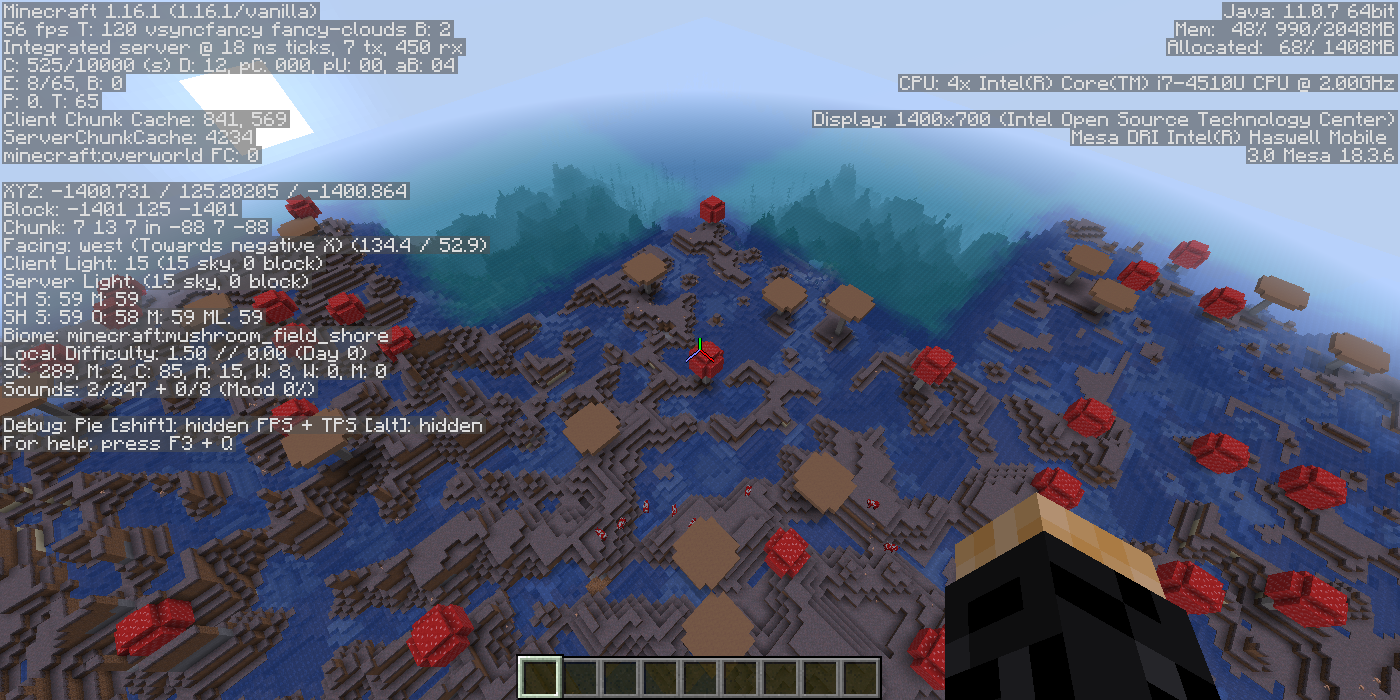 Minecraft 1.16.1 (1.16.1/vanilla)
56 fps T: 120 vsyncfancy fancy-clouds B: 2
Integrated server @ 18 ms ticks, 7 tx, 450 rx
C: 525/10000 (s) D: 12, pC: 000, pU: 00, aB: 04
E: 8/65, B: 0
P: 0. T: 65
Client Chunk Cache: 841, 569
ServerChunkCache: 4234
minecraft:overworld FC: 0
XYZ: -1400.731 / 125.20205 / -1400.864
Block: -1401 125 -1401
Chunk: 7 13 7 in -88 7 -88
Facing: west (Towards negative X) (134.4 / 52.9)
Client Light: 15 (15 sky, 0 block)
Server Light: (15 sky, 0 block)
CH S: 59 M: 59
SH S: 59 O: 58 M: 59 ML: 59
Biome: minecraft:mushroom_field_shore
Local Difficulty: 1.50 // 0.00 (Day 0)
SC: 289, M: 2, C: 85, A: 15, W: 8, W: 0, M: 0
Sounds: 2/247 + 0/8 (Mood 0%)
Debug: Pie [shift]: hidden FPS + TPS [alt]: hidden
For help: press F3 + Q
Java: 11.0.7 64bit
Mem: 48% 990/2048MB
Allocated: 68% 1408MB
CPU: 4x Intel(R) Core(TM) i7-4510U CPU @ 2.00GHz
Display: 1400x700 (Intel Open Source Technology Center)
Mesa DRI Intel(R) Haswell Mobile
3.0 Mesa 18.3.6